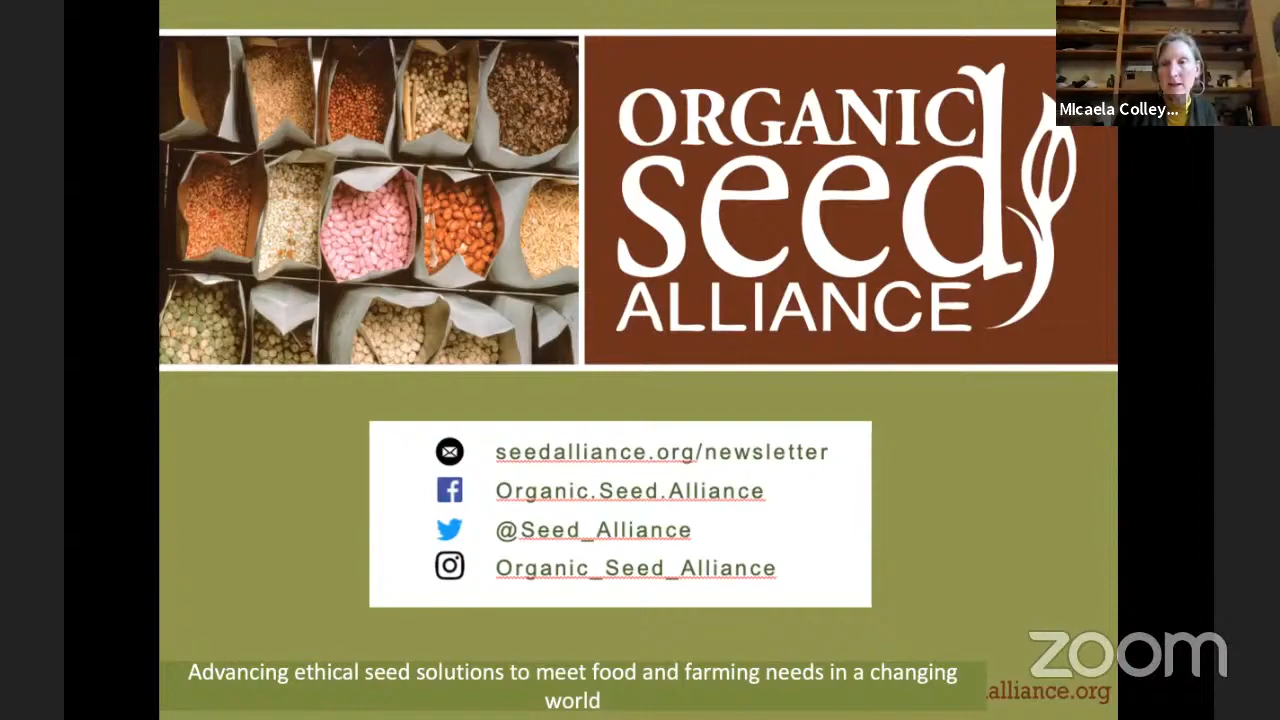 ORGANIC
seed
ALLIANCE
MIcaela Colley...
seedalliance.org/newsletter
Organic.Seed.Alliance
@Seed_Alliance
Organic_Seed_Alliance
Advancing ethical seed solutions to meet food and farming needs in a changing
world
alliance.org
zoom